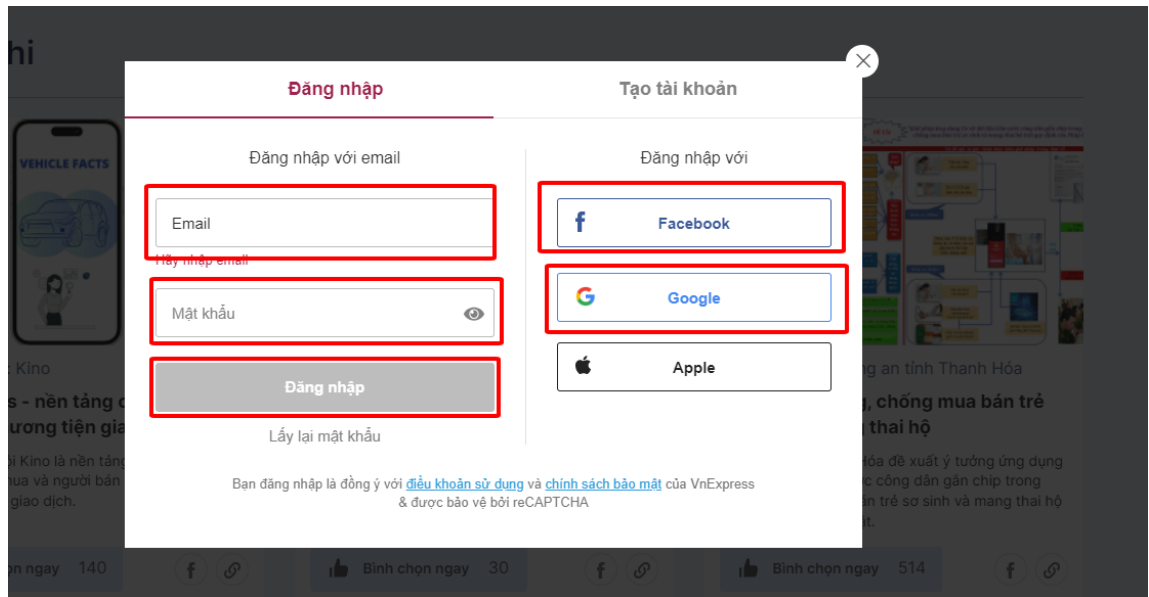 hi
Đăng nhập
Tạo tài khoản
Đăng nhập với email
Đăng nhập với
Email
Hãy nhập email
Mật khẩu
Đăng nhập
Lấy lại mật khẩu
Facebook
Google
Apple
Bạn đăng nhập là đồng ý với điều khoản sử dụng và chính sách bảo mật của VnExpress
& được bảo vệ bởi reCAPTCHA
VEHICLE FACTS
Kino
s - nền tảng
ương tiện gia
i Kino là nền tảng
ua và người bán
giao dịch.
ọn ngay 140
Bình chọn ngay 30
ng an tỉnh Thanh Hóa
, chống mua bán trẻ
thai hộ
óa đề xuất ý tưởng ứng dụng
c công dân gắn chip trong
án trẻ sơ sinh và mang thai hộ
t.
Bình chọn ngay 514